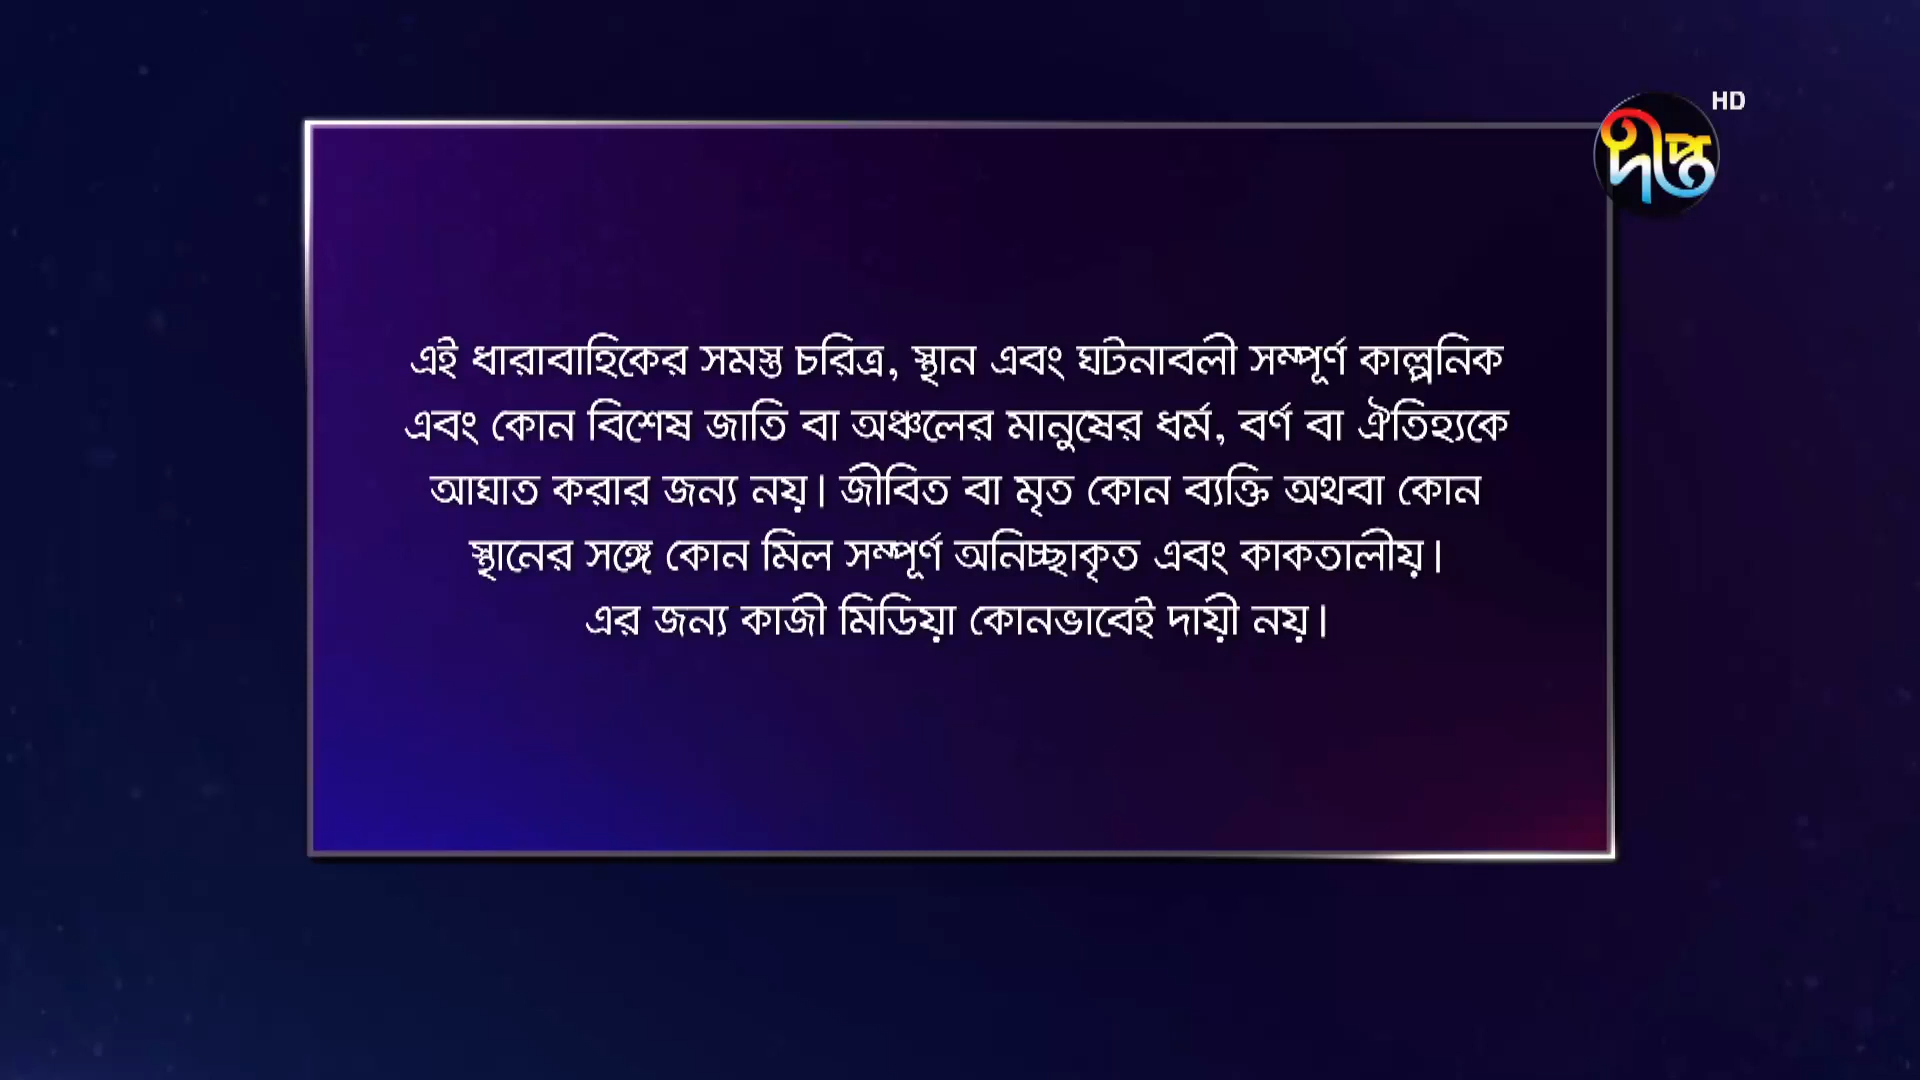 HD
দীপ্ত
এই ধারাবাহিকের সমস্ত চরিত্র, স্থান এবং ঘটনাবলী সম্পূর্ণ কাল্পনিক
এবং কোন বিশেষ জাতি বা অঞ্চলের মানুষের ধর্ম, বর্ণ বা ঐতিহ্যকে
আঘাত করার জন্য নয়। জীবিত বা মৃত কোন ব্যক্তি অথবা কোন
স্থানের সঙ্গে কোন মিল সম্পূর্ণ অনিচ্ছাকৃত এবং কাকতালীয়।
এর জন্য কাজী মিডিয়া কোনভাবেই দায়ী নয়।